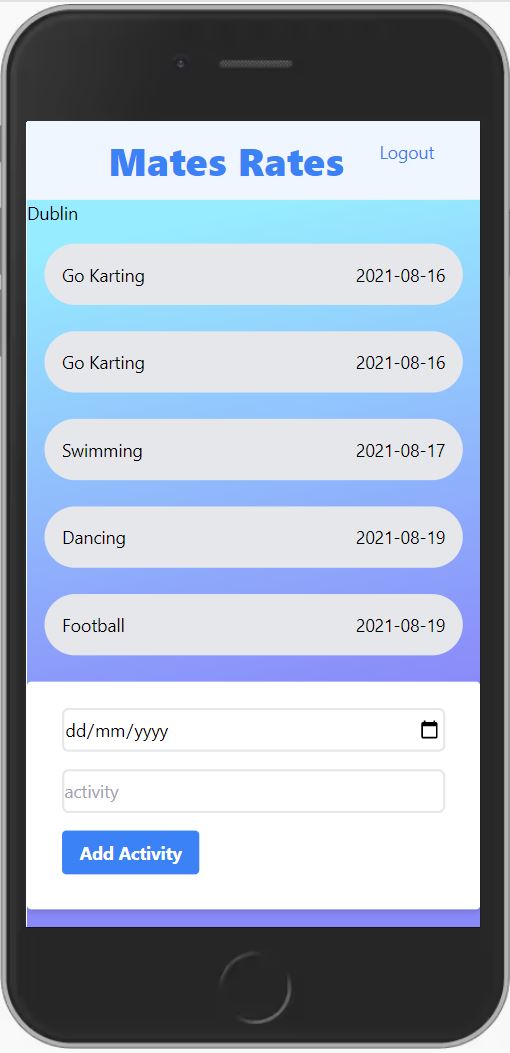 Mates Rates Logout
Dublin
Go Karting 2021-08-16
Go Karting 2021-08-16
Swimming 2021-08-17
Dancing 2021-08-19
Football 2021-08-19
dd/mm/yyyy
activity
Add Activity